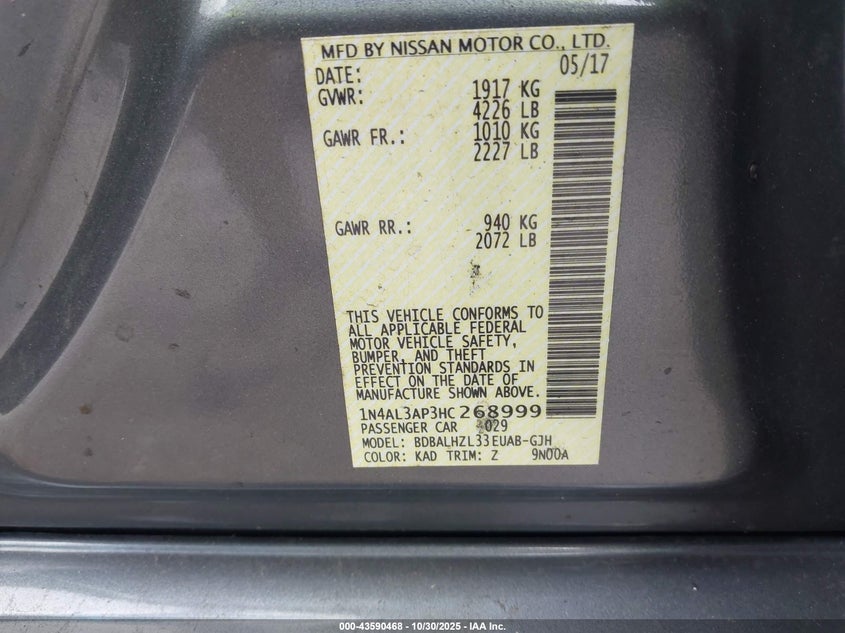 MFD BY NISSAN MOTOR CO., LTD.
DATE: 05/17
GVWR: 1917 KG
4226 LB
GAWR FR.: 1010 KG
2227 LB
GAWR RR.: 940 KG
2072 LB
THIS VEHICLE CONFORMS TO
ALL APPLICABLE FEDERAL
MOTOR VEHICLE SAFETY,
BUMPER, AND THEFT
PREVENTION STANDARDS IN
EFFECT ON THE DATE OF
MANUFACTURE SHOWN ABOVE.
1N4AL3AP3HC268999
PASSENGER CAR
MODEL: BDBALHZL33EUAB-GJH
COLOR: KAD TRIM: Z 9N00A
000-43590468 - 10/30/2025 - IAA Inc.